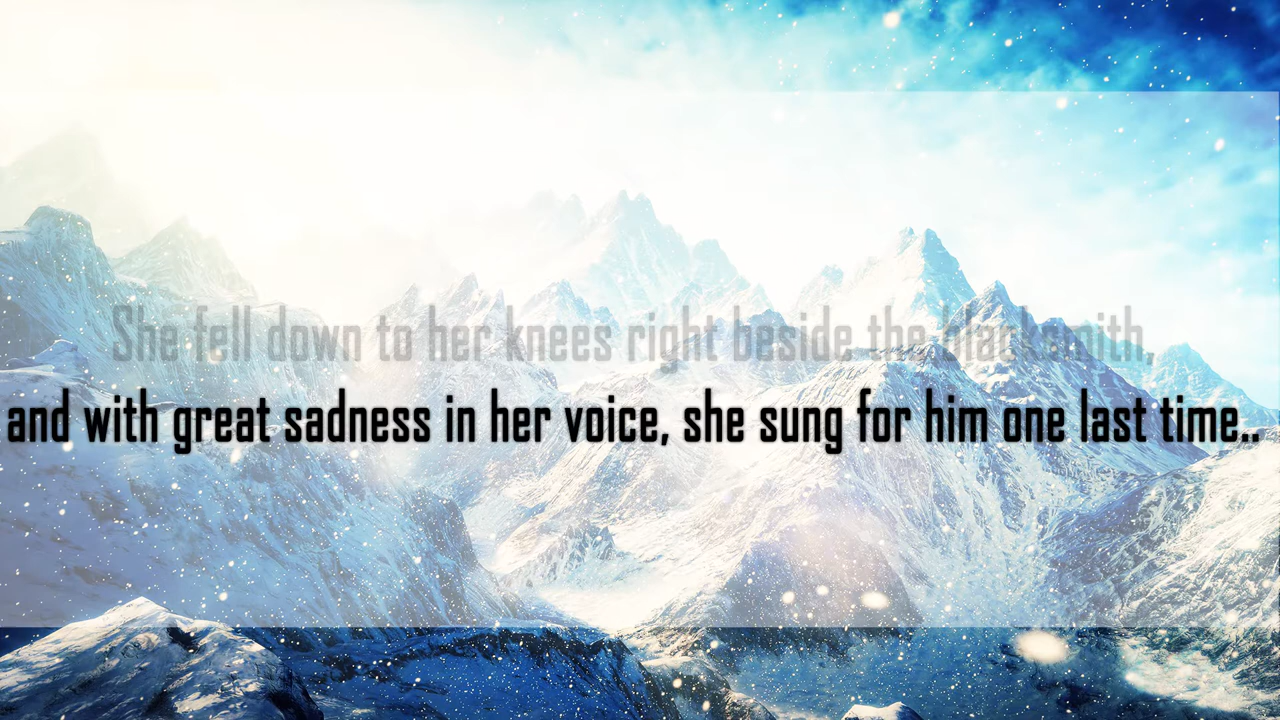 She fell down to her knees right beside the blacksmith,
and with great sadness in her voice, she sung for him one last time..